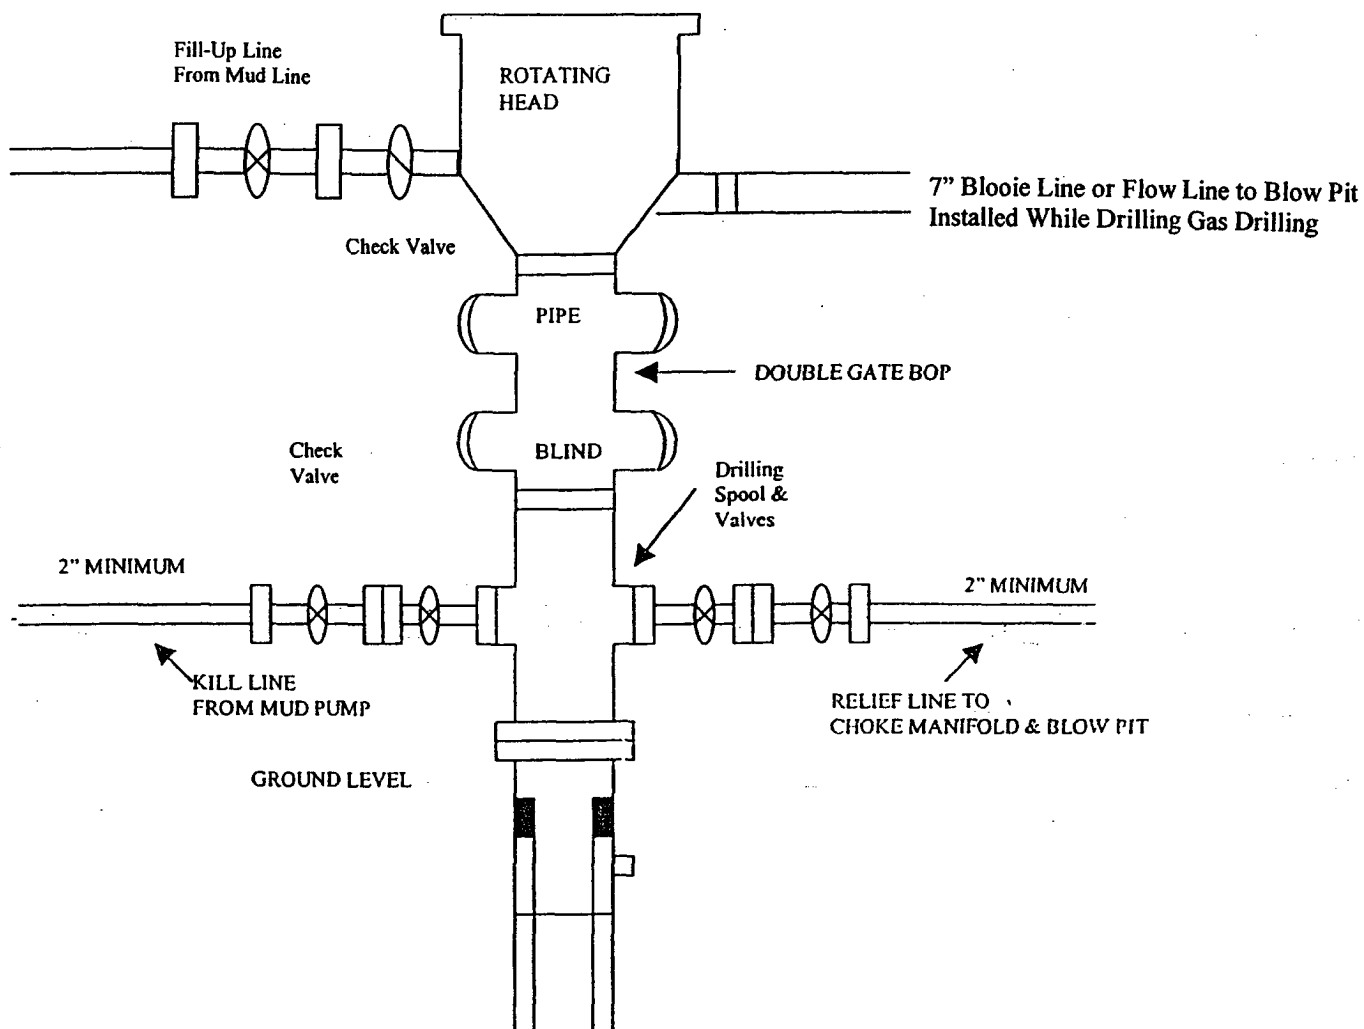 Fill-Up Line
From Mud Line
ROTATING
HEAD
7” Blooie Line or Flow Line to Blow Pit
Installed While Drilling Gas Drilling
Check Valve
PIPE
DOUBLE GATE BOP
Check
Valve
BLIND
Drilling
Spool &
Valves
2” MINIMUM
2” MINIMUM
KILL LINE
FROM MUD PUMP
RELIEF LINE TO
CHOKE MANIFOLD & BLOW PIT
GROUND LEVEL